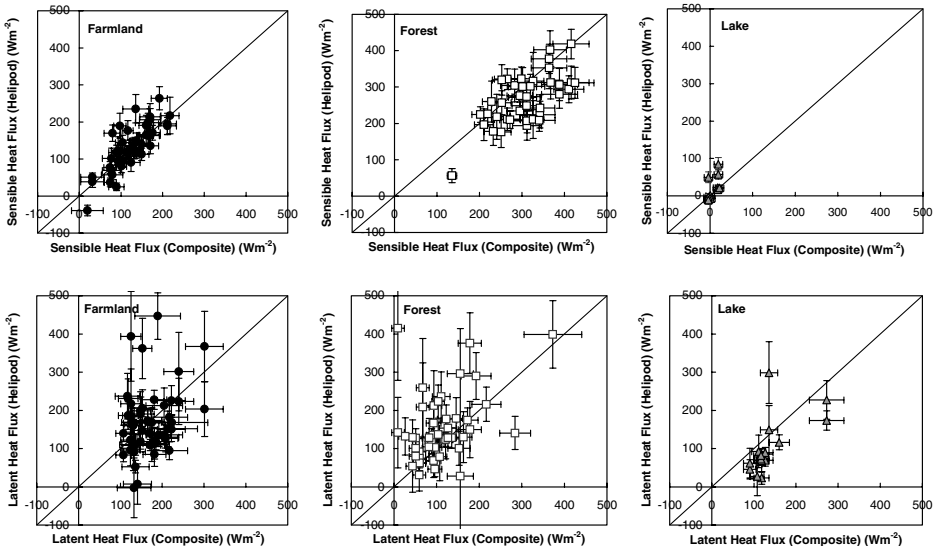 Farmland
Sensible Heat Flux (Helipod) (Wm-2)
500
400
300
200
100
0
-100
-100 0 100 200 300 400 500
Sensible Heat Flux (Composite) (Wm-2)
Forest
Sensible Heat Flux (Helipod) (Wm-2)
500
400
300
200
100
0
-100
-100 0 100 200 300 400 500
Sensible Heat Flux (Composite) (Wm-2)
Lake
Sensible Heat Flux (Helipod) (Wm-2)
500
400
300
200
100
0
-100
-100 0 100 200 300 400 500
Sensible Heat Flux (Composite) (Wm-2)
Farmland
Latent Heat Flux (Helipod) (Wm-2)
500
400
300
200
100
0
-100
-100 0 100 200 300 400 500
Latent Heat Flux (Composite) (Wm-2)
Forest
Latent Heat Flux (Helipod) (Wm-2)
500
400
300
200
100
0
-100
-100 0 100 200 300 400 500
Latent Heat Flux (Composite) (Wm-2)
Lake
Latent Heat Flux (Helipod) (Wm-2)
500
400
300
200
100
0
-100
-100 0 100 200 300 400 500
Latent Heat Flux (Composite) (Wm-2)